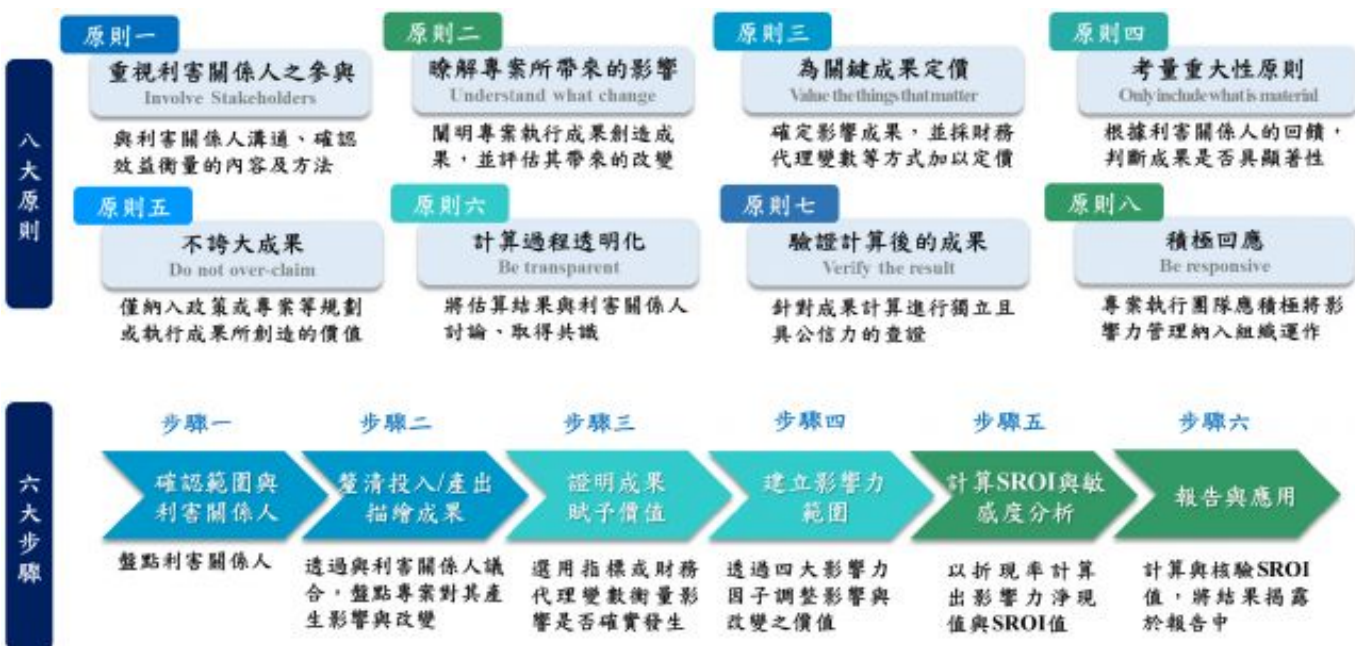 八大原則
原則一
重視利害關係人之參與
Involve Stakeholders
與利害關係人溝通、確認
效益衡量的內容及方法
原則二
瞭解專案所帶來的影響
Understand what change
闡明專案執行成果創造成
果，並評估其帶來的改變
原則三
為關鍵成果定價
Value the things that matter
確定影響成果，並採財務
代理變數等方式加以定價
原則四
考量重大性原則
Only include what is material
根據利害關係人的回饋，
判斷成果是否具顯著性
原則五
不誇大成果
Do not over-claim
僅納入政策或專案等規劃
或執行成果所創造的價值
原則六
計算過程透明化
Be transparent
將估算結果與利害關係人
討論、取得共識
原則七
驗證計算後的成果
Verify the result
針對成果計算進行獨立且
具公信力的查證
原則八
積極回應
Be responsive
專案執行團隊應積極將影
響力管理納入組織運作
六大步驟
步驟一
確認範圍與
利害關係人
盤點利害關係人
步驟二
釐清投入/產出
描繪成果
透過與利害關係人議
合，盤點專案對其產
生影響與改變
步驟三
證明成果
賦予價值
選用指標或財務
代理變數衡量影
響是否確實發生
步驟四
建立影響力
範圍
透過四大影響力
因子調整影響與
改變之價值
步驟五
計算SROI與敏
感度分析
以折現率計算
出影響力淨現
值與SROI值
步驟六
報告與應用
計算與核驗SROI
值，將結果揭露
於報告中